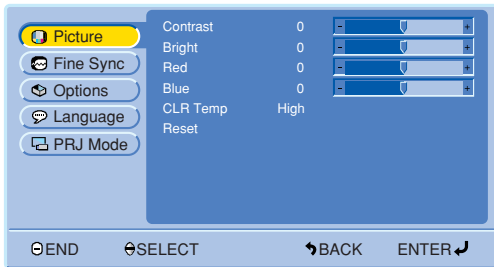 Picture
Fine Sync
Options
Language
PRJ Mode
Contrast 0 - +
Bright 0 - +
Red 0 - +
Blue 0 - +
CLR Temp High
Reset
END SELECT BACK ENTER